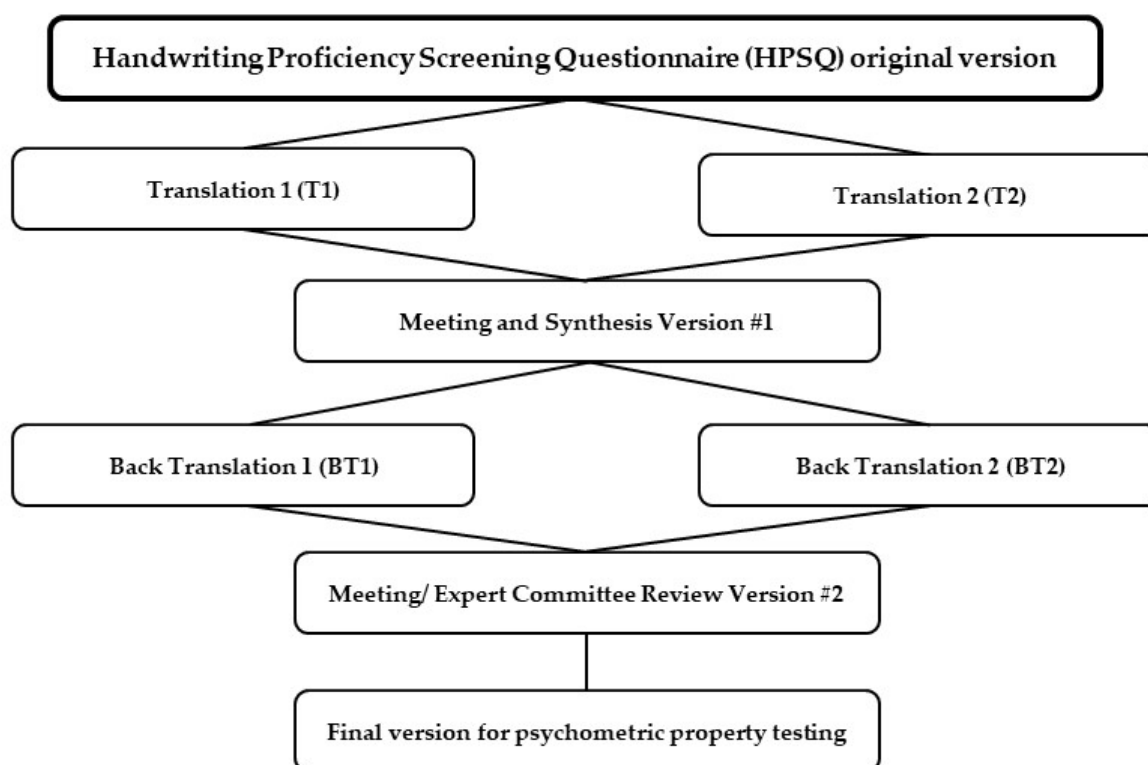 Handwriting Proficiency Screening Questionnaire (HPSQ) original version
Translation 1 (T1)
Translation 2 (T2)
Meeting and Synthesis Version #1
Back Translation 1 (BT1)
Back Translation 2 (BT2)
Meeting/ Expert Committee Review Version #2
Final version for psychometric property testing